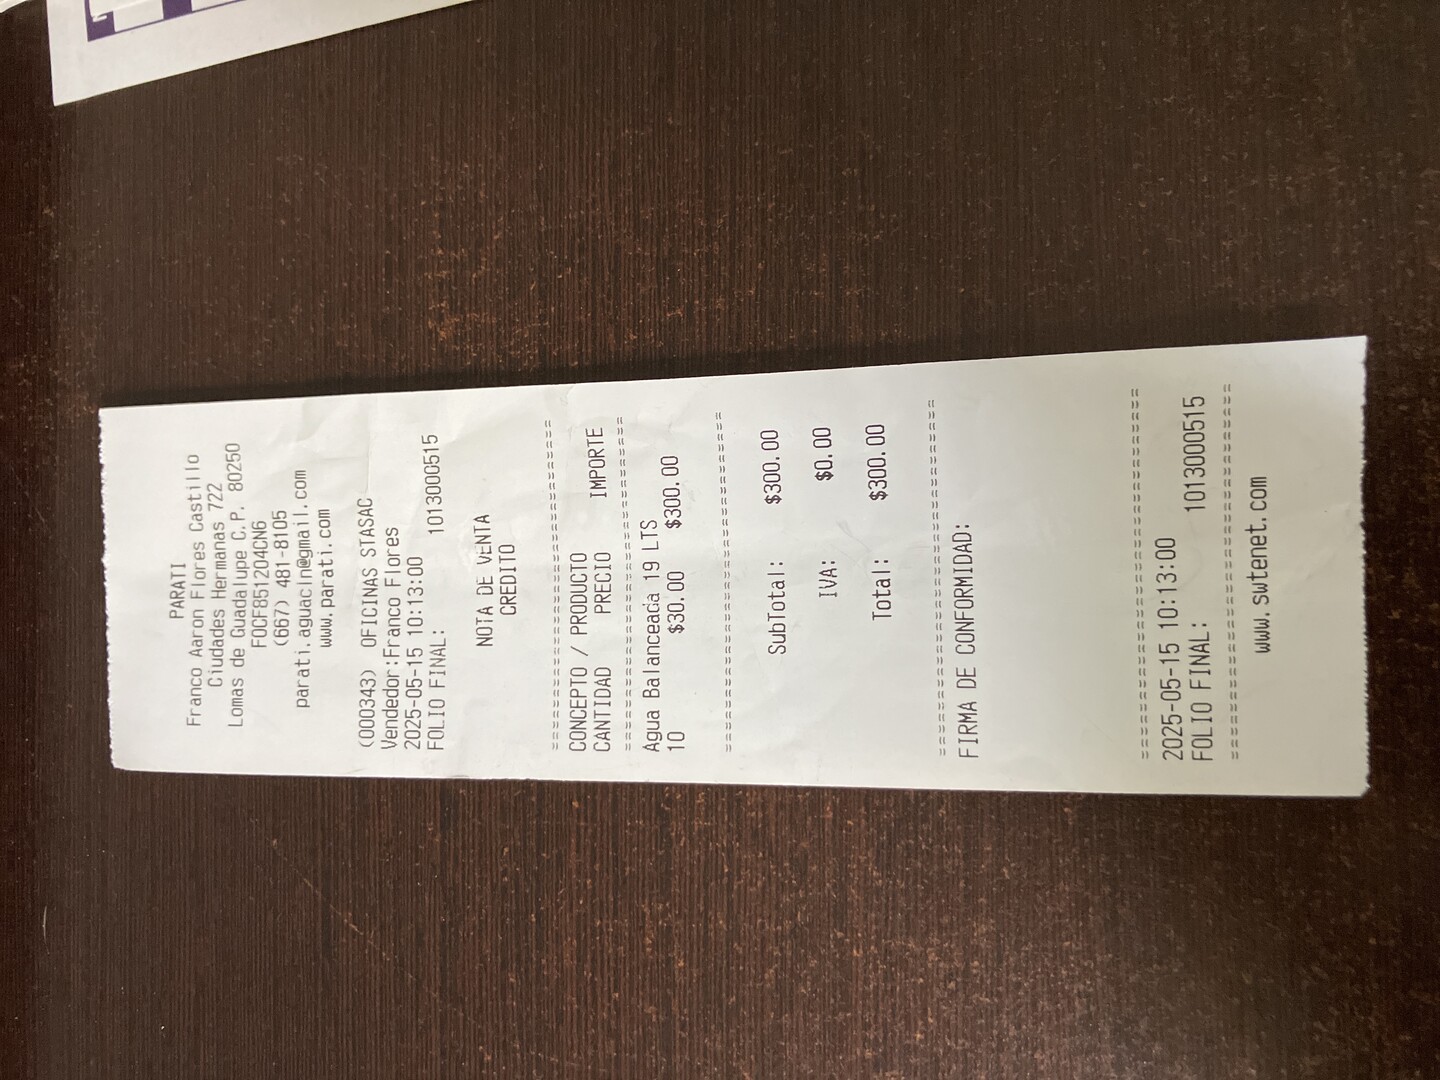 PARATI
Franco Aaron Flores Castillo
Ciudades Hermanas 722
Lomas de Guadalupe C.P. 80250
FOCF851204CN6
(667) 481-8105
parati.aguacln@gmail.com
www.parati.com
(000343) OFICINAS STASAC
Vendedor:Franco Flores
2025-05-15 10:13:00
FOLIO FINAL: 1013000515
NOTA DE VENTA
CREDITO
==============================
CONCEPTO / PRODUCTO
CANTIDAD PRECIO IMPORTE
==============================
Agua Balanceada 19 LTS
10 $30.00 $300.00
==============================
SubTotal: $300.00
IVA: $0.00
Total: $300.00
==============================
FIRMA DE CONFORMIDAD:
==============================
2025-05-15 10:13:00
FOLIO FINAL: 1013000515
==============================
www.swtenet.com